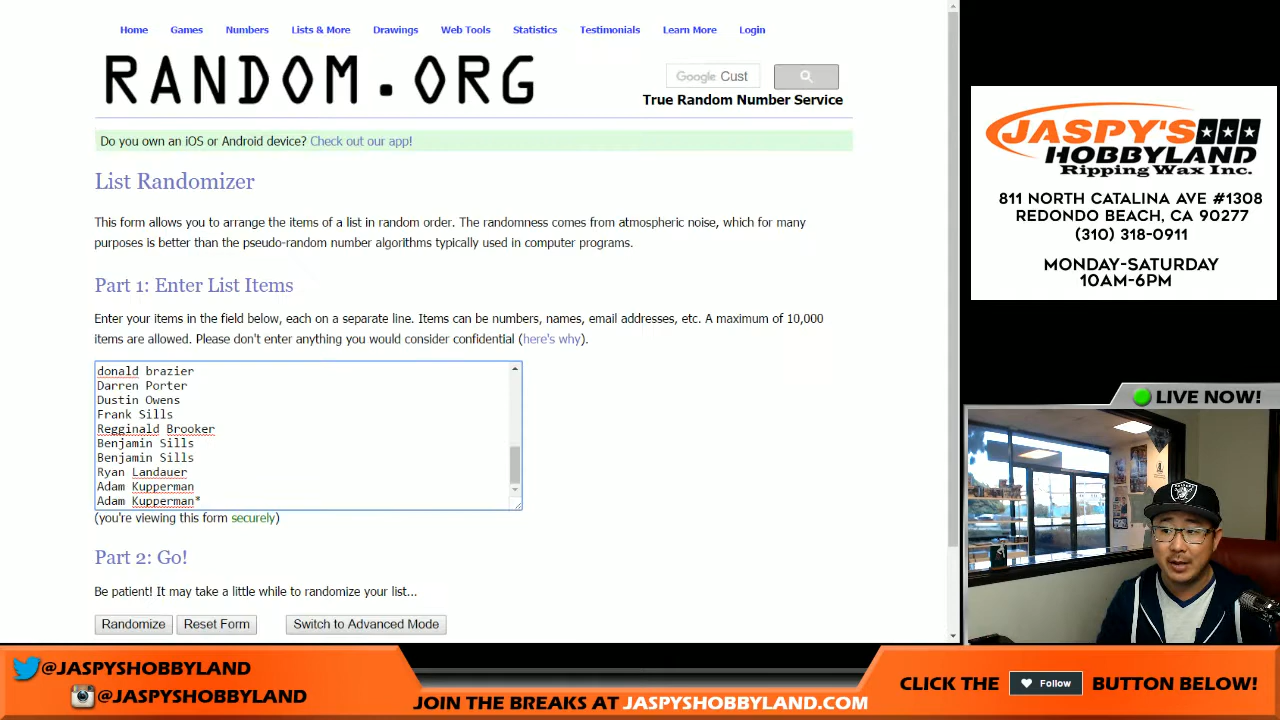 Home Games Numbers Lists & More Drawings Web Tools Statistics Testimonials Learn More Login
RANDOM.ORG
Google Cust
True Random Number Service
Do you own an iOS or Android device? Check out our app!
List Randomizer
This form allows you to arrange the items of a list in random order. The randomness comes from atmospheric noise, which for many
purposes is better than the pseudo-random number algorithms typically used in computer programs.
Part 1: Enter List Items
Enter your items in the field below, each on a separate line. Items can be numbers, names, email addresses, etc. A maximum of 10,000
items are allowed. Please don't enter anything you would consider confidential (here's why).
donald brazier
Darren Porter
Dustin Owens
Frank Sills
Regginald Brooker
Benjamin Sills
Benjamin Sills
Ryan Landauer
Adam Kupperman
Adam Kupperman*
(you're viewing this form securely)
Part 2: Go!
Be patient! It may take a little while to randomize your list...
Randomize Reset Form Switch to Advanced Mode
JASPY'S
HOBBYLAND
Ripping Wax Inc.
811 NORTH CATALINA AVE #1308
REDONDO BEACH, CA 90277
(310) 318-0911
MONDAY-SATURDAY
10AM-6PM
LIVE NOW!
@JASPYSHOBBYLAND
@JASPYSHOBBYLAND
JOIN THE BREAKS AT JASPYSHOBBYLAND.COM
CLICK THE Follow BUTTON BELOW!